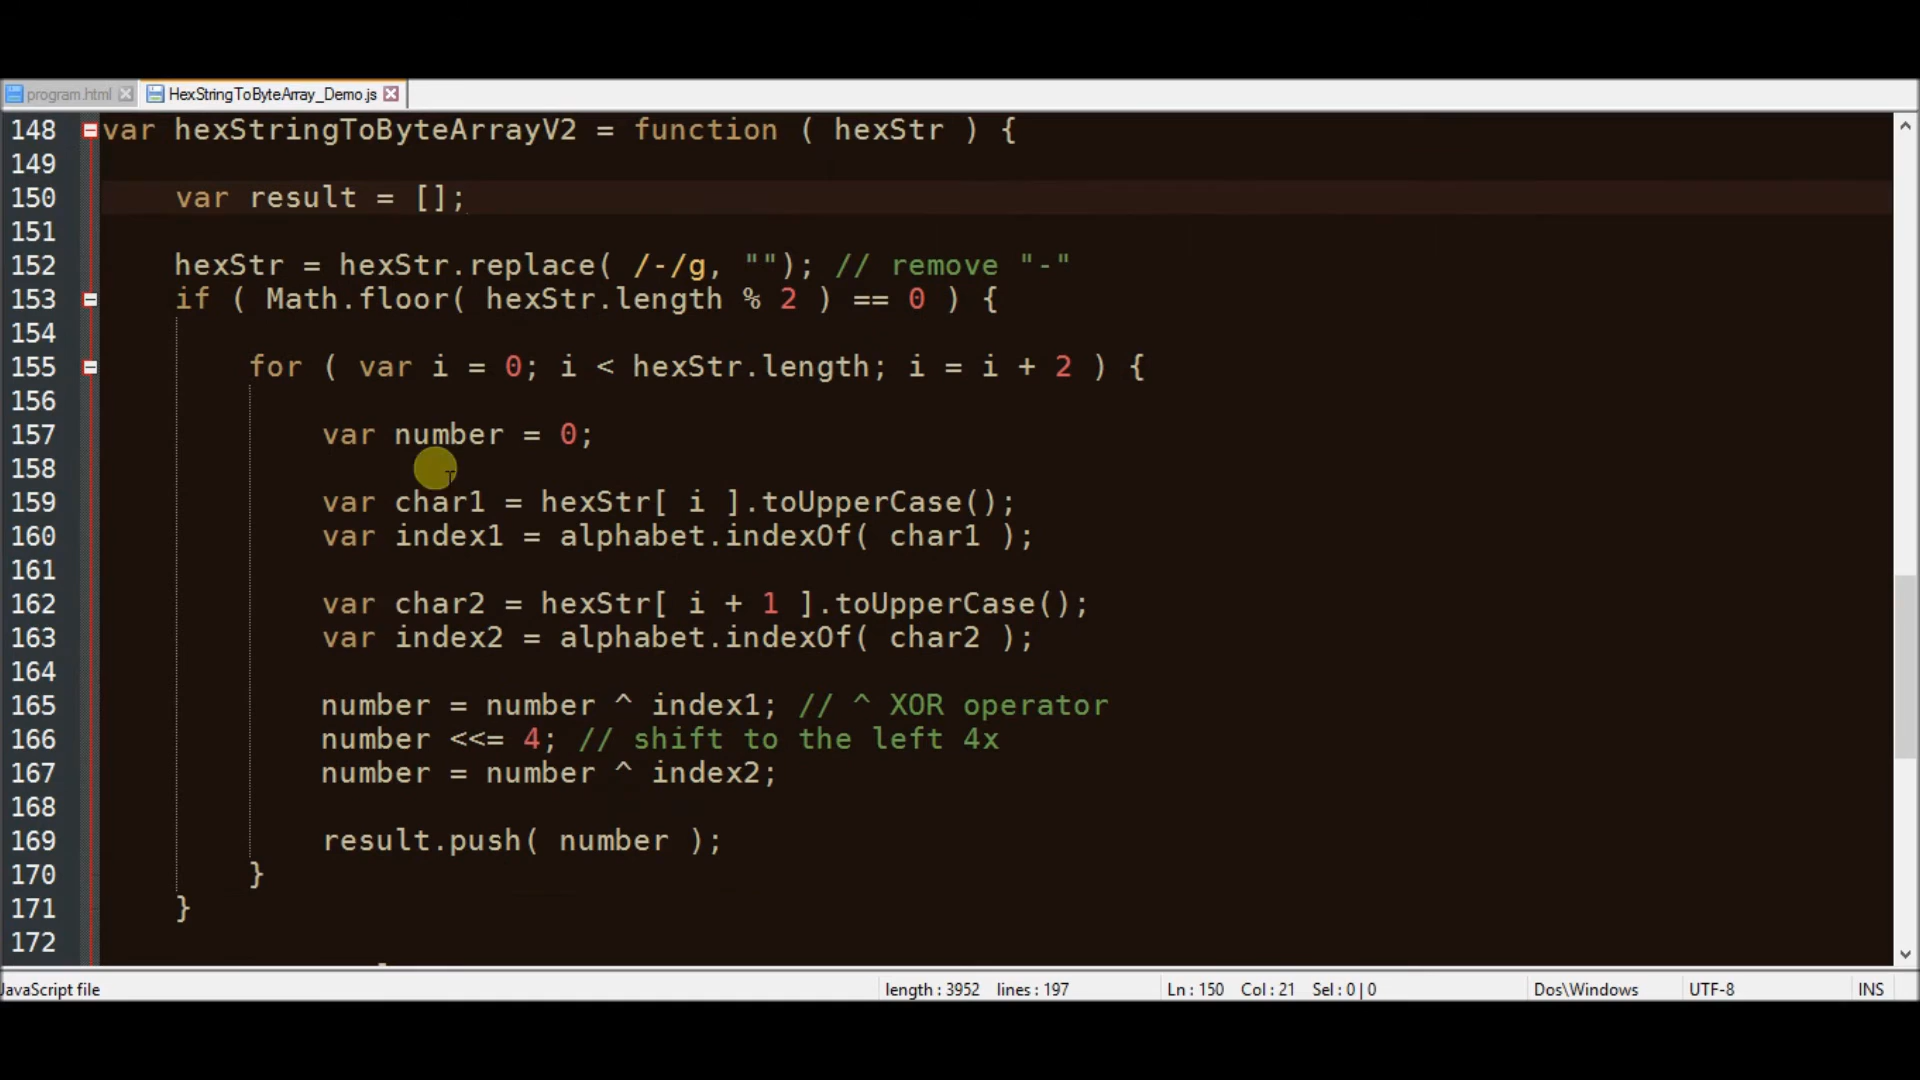 program.html HexStringToByteArray_Demo.js
148 var hexStringToByteArrayV2 = function ( hexStr ) {
149
150 var result = [];
151
152 hexStr = hexStr.replace( /-/g, ""); // remove "-"
153 if ( Math.floor( hexStr.length % 2 ) == 0 ) {
154
155 for ( var i = 0; i < hexStr.length; i = i + 2 ) {
156
157 var number = 0;
158
159 var char1 = hexStr[ i ].toUpperCase();
160 var index1 = alphabet.indexOf( char1 );
161
162 var char2 = hexStr[ i + 1 ].toUpperCase();
163 var index2 = alphabet.indexOf( char2 );
164
165 number = number ^ index1; // ^ XOR operator
166 number <<= 4; // shift to the left 4x
167 number = number ^ index2;
168
169 result.push( number );
170 }
171 }
172
JavaScript file length : 3952 lines : 197 Ln : 150 Col : 21 Sel : 0 | 0 Dos\Windows UTF-8 INS